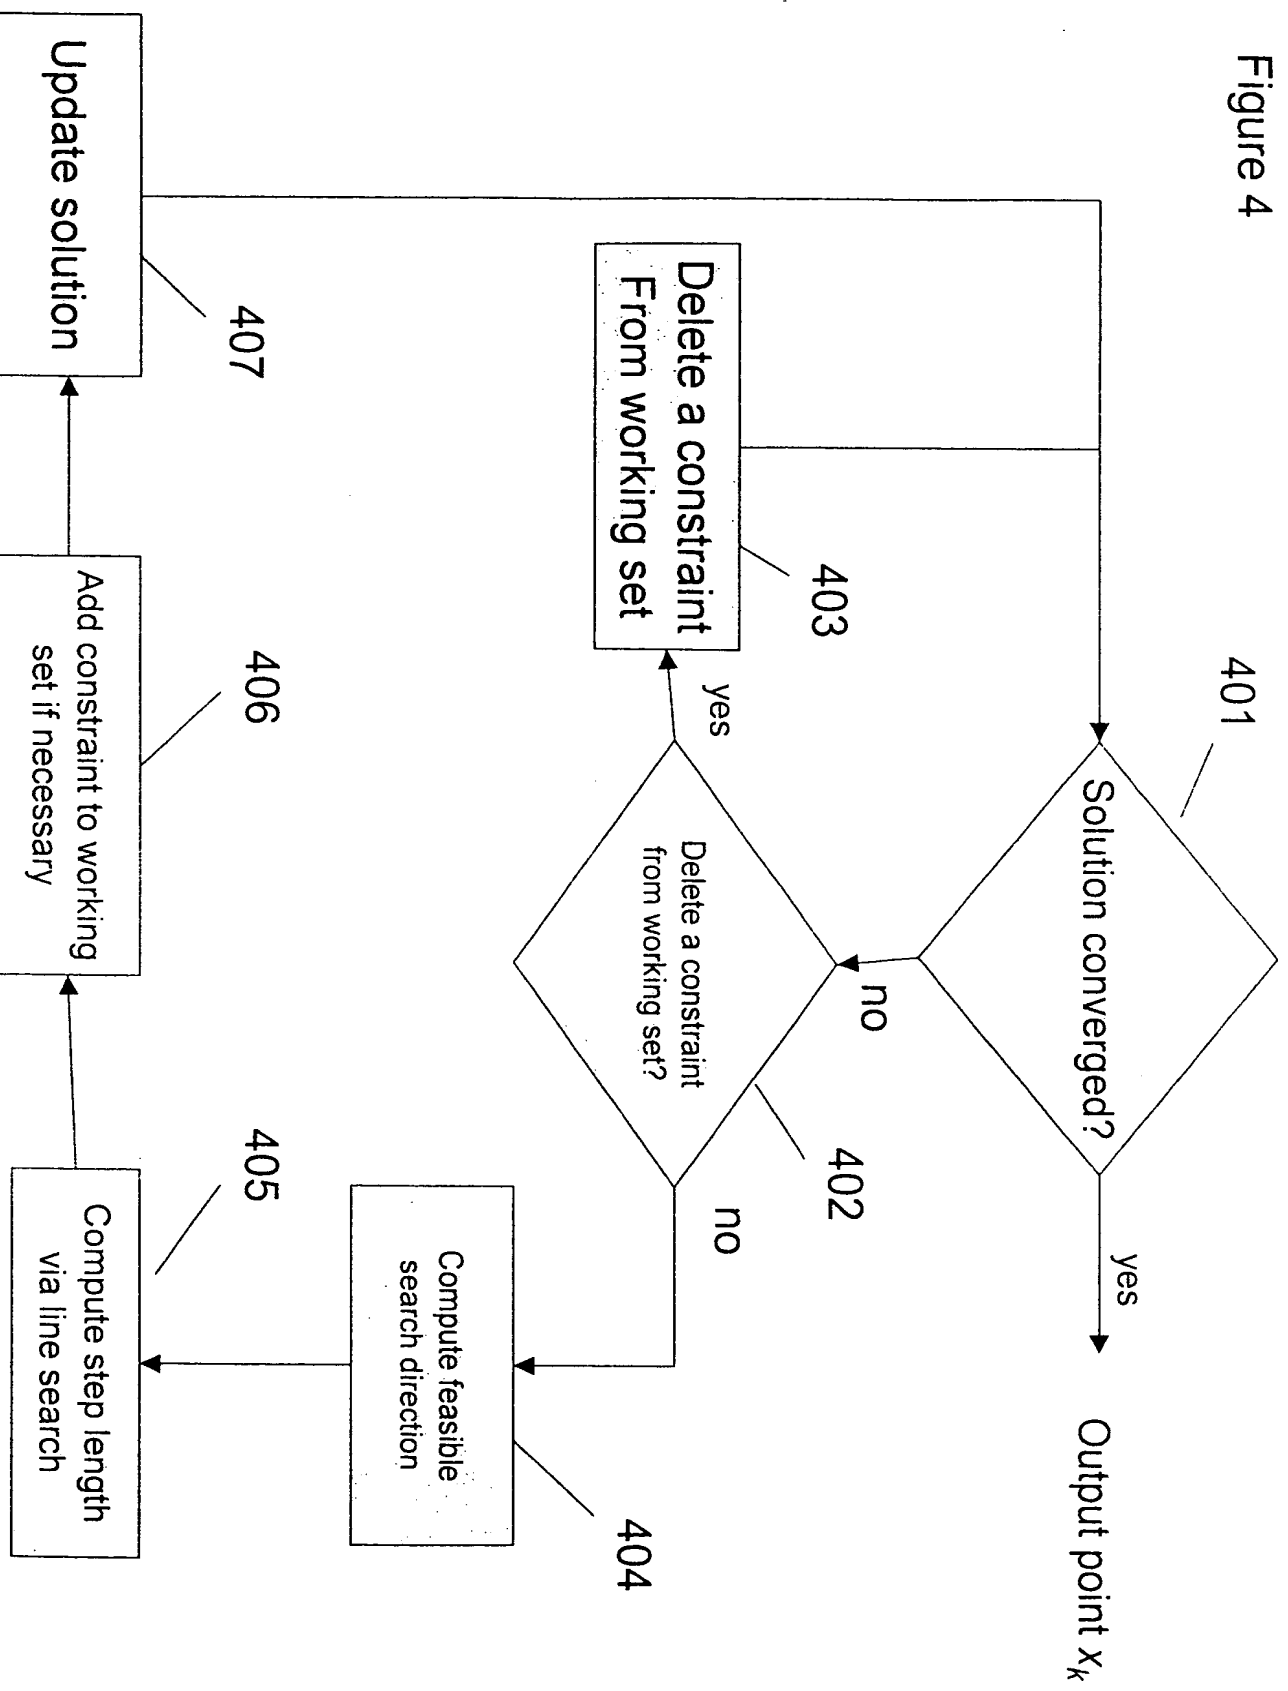 Figure 4
401
Solution converged?
yes
Output point xₖ
no
402
Delete a constraint
from working set?
yes
403
Delete a constraint
From working set
no
404
Compute feasible
search direction
405
Compute step length
via line search
406
Add constraint to working
set if necessary
407
Update solution